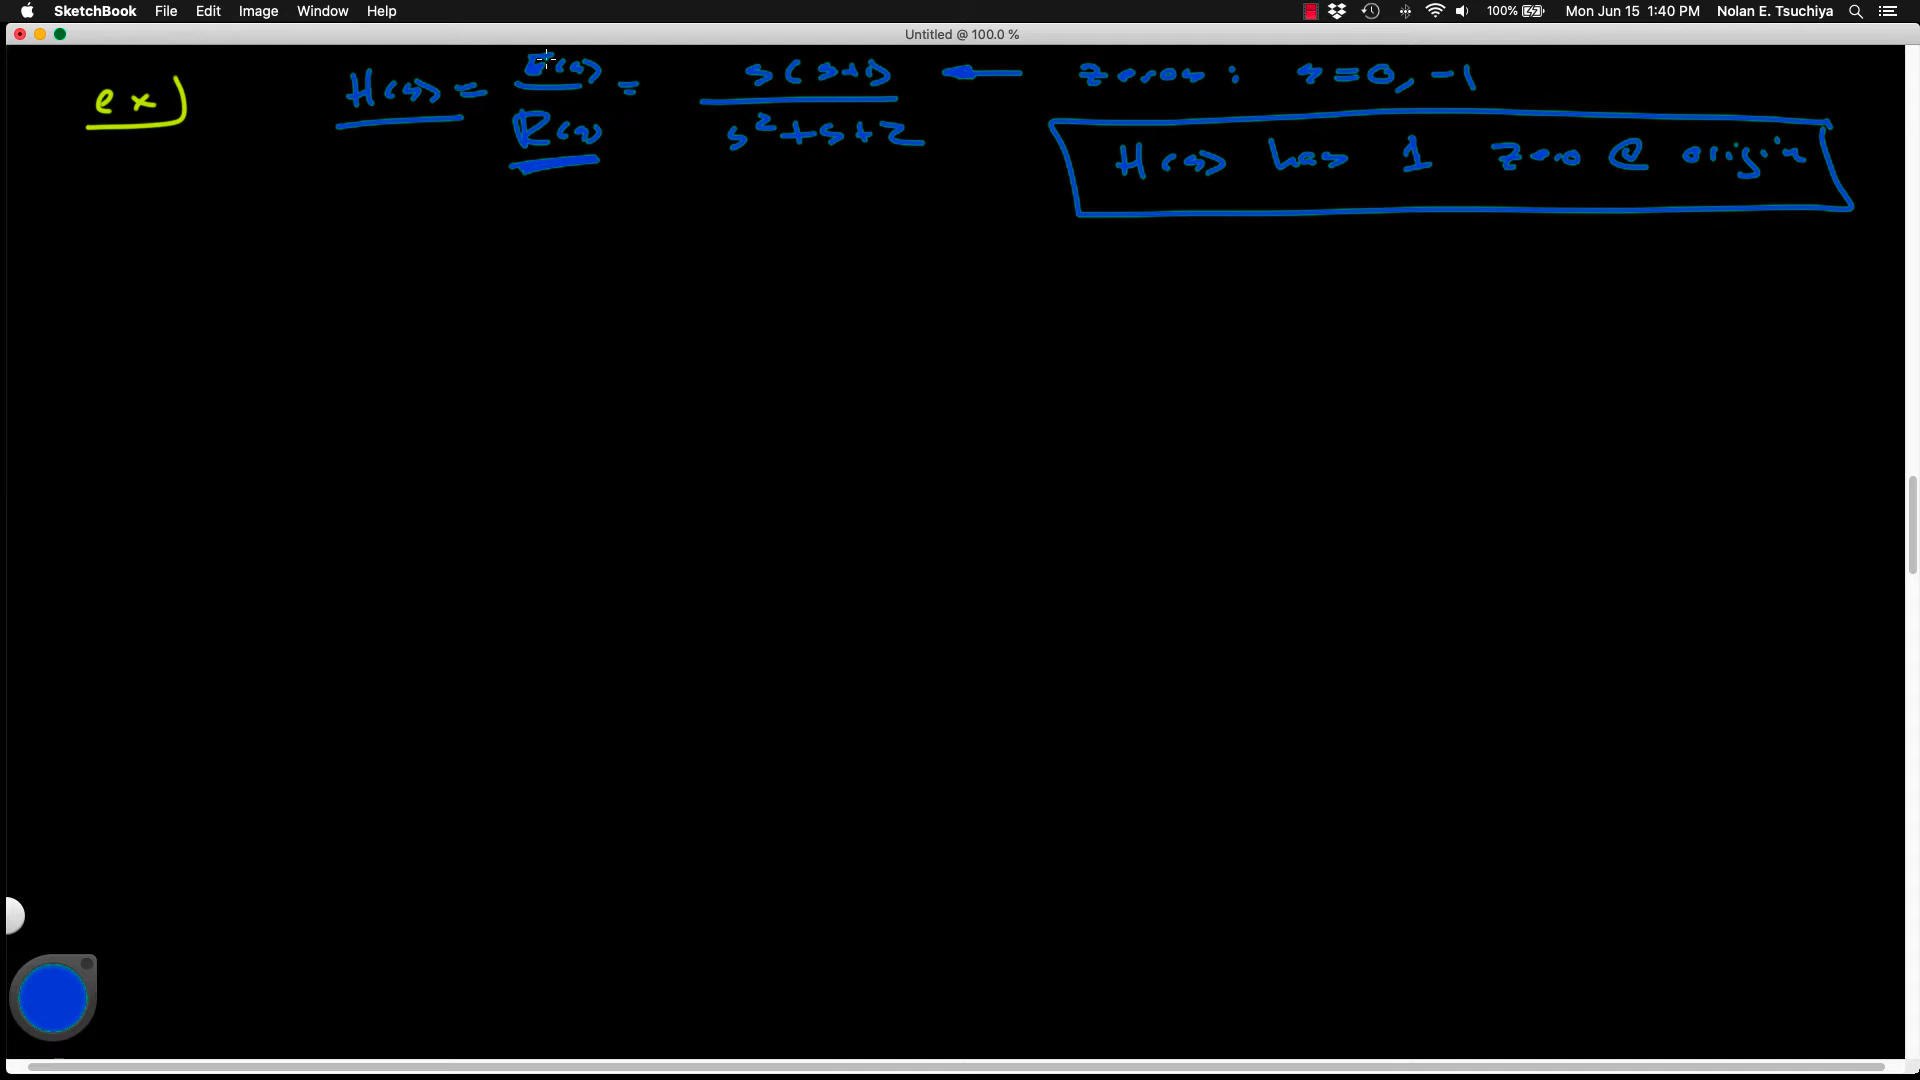 SketchBook File Edit Image Window Help 100% Mon Jun 15 1:40 PM Nolan E. Tsuchiya
Untitled @ 100.0 %
ex) H(s) = E(s)/R(s) = s(s+1)/s²+s+2 ← zeros: s=0, -1
H(s) has 1 zero @ origin